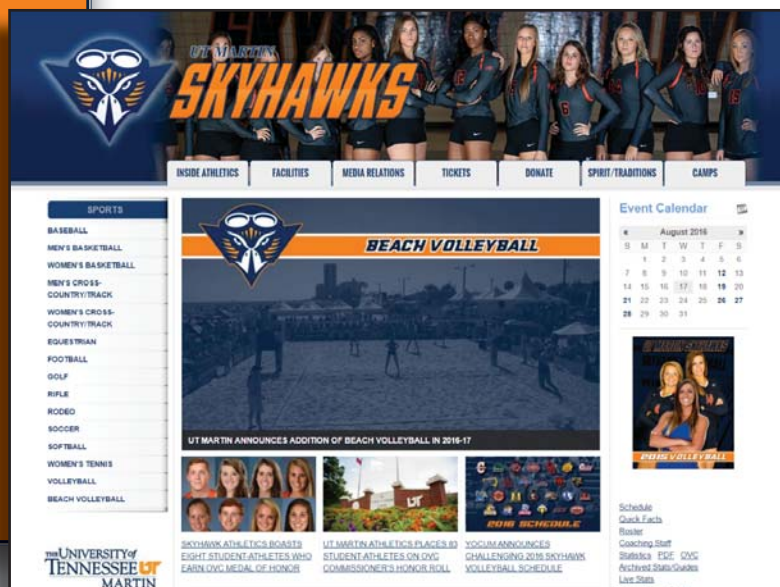 UT MARTIN
SKYHAWKS
INSIDE ATHLETICS
FACILITIES
MEDIA RELATIONS
TICKETS
DONATE
SPIRIT/TRADITIONS
CAMPS
SPORTS
BASEBALL
MEN'S BASKETBALL
WOMEN'S BASKETBALL
MEN'S CROSS-
COUNTRY/TRACK
WOMEN'S CROSS-
COUNTRY/TRACK
EQUESTRIAN
FOOTBALL
GOLF
RIFLE
RODEO
SOCCER
SOFTBALL
WOMEN'S TENNIS
VOLLEYBALL
BEACH VOLLEYBALL
THE UNIVERSITY of
TENNESSEE UT
MARTIN
BEACH VOLLEYBALL
UT MARTIN ANNOUNCES ADDITION OF BEACH VOLLEYBALL IN 2016-17
SKYHAWK ATHLETICS BOASTS
EIGHT STUDENT-ATHLETES WHO
EARN OVC MEDAL OF HONOR
UT
UT MARTIN ATHLETICS PLACES 83
STUDENT-ATHLETES ON OVC
COMMISSIONER'S HONOR ROLL
2016 SCHEDULE
YOCUM ANNOUNCES
CHALLENGING 2016 SKYHAWK
VOLLEYBALL SCHEDULE
Event Calendar
« August 2016 »
S M T W T F S
1 2 3 4 5 6
7 8 9 10 11 12 13
14 15 16 17 18 19 20
21 22 23 24 25 26 27
28 29 30 31
UT MARTIN SKYHAWKS
2015 VOLLEYBALL
Schedule
Quick Facts
Roster
Coaching Staff
Statistics PDF OVC
Archived Stats/Guides
Live Stats